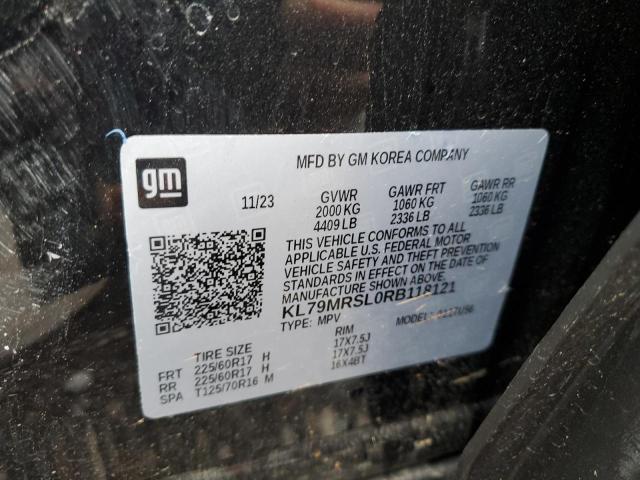 gm
MFD BY GM KOREA COMPANY
11/23 GVWR GAWR FRT GAWR RR
2000 KG 1060 KG 1060 KG
4409 LB 2336 LB 2336 LB
THIS VEHICLE CONFORMS TO ALL
APPLICABLE U.S. FEDERAL MOTOR
VEHICLE SAFETY AND THEFT PREVENTION
STANDARDS IN EFFECT ON THE DATE OF
MANUFACTURE SHOWN ABOVE.
KL79MRSL0RB118121
TYPE: MPV MODEL:
TIRE SIZE RIM
FRT 225/60R17 H 17X7.5J
RR 225/60R17 H 17X7.5J
SPA T125/70R16 M 16X4BT